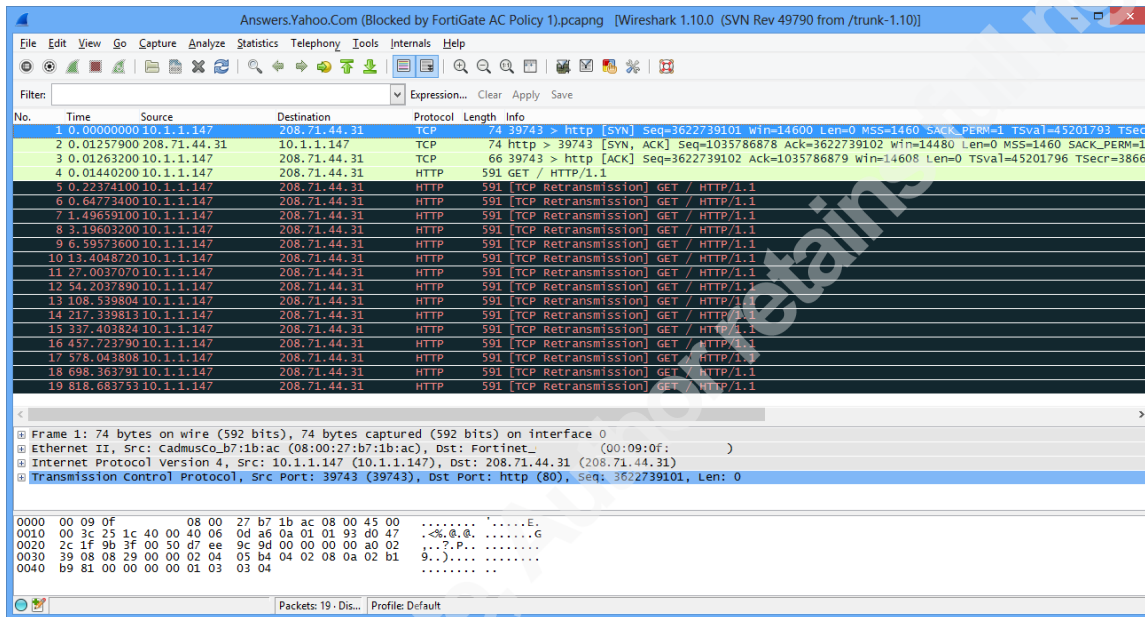 Answers.Yahoo.Com (Blocked by FortiGate AC Policy 1).pcapng [Wireshark 1.10.0 (SVN Rev 49790 from /trunk-1.10)]
File Edit View Go Capture Analyze Statistics Telephony Tools Internals Help
Filter: Expression... Clear Apply Save
No. Time Source Destination Protocol Length Info
1 0.00000000 10.1.1.147 208.71.44.31 TCP 74 39743 > http [SYN] Seq=3622739101 Win=14600 Len=0 MSS=1460 SACK_PERM=1 TSval=45201793 TSec
2 0.01257900 208.71.44.31 10.1.1.147 TCP 74 http > 39743 [SYN, ACK] Seq=1035786878 Ack=3622739102 Win=14480 Len=0 MSS=1460 SACK_PERM=1
3 0.01263200 10.1.1.147 208.71.44.31 TCP 66 39743 > http [ACK] Seq=3622739102 Ack=1035786879 Win=14608 Len=0 TSval=45201796 TSecr=3866
4 0.01440200 10.1.1.147 208.71.44.31 HTTP 591 GET / HTTP/1.1
5 0.22374100 10.1.1.147 208.71.44.31 HTTP 591 [TCP Retransmission] GET / HTTP/1.1
6 0.64773400 10.1.1.147 208.71.44.31 HTTP 591 [TCP Retransmission] GET / HTTP/1.1
7 1.49659100 10.1.1.147 208.71.44.31 HTTP 591 [TCP Retransmission] GET / HTTP/1.1
8 3.19603200 10.1.1.147 208.71.44.31 HTTP 591 [TCP Retransmission] GET / HTTP/1.1
9 6.59573600 10.1.1.147 208.71.44.31 HTTP 591 [TCP Retransmission] GET / HTTP/1.1
10 13.4048720 10.1.1.147 208.71.44.31 HTTP 591 [TCP Retransmission] GET / HTTP/1.1
11 27.0037070 10.1.1.147 208.71.44.31 HTTP 591 [TCP Retransmission] GET / HTTP/1.1
12 54.2037890 10.1.1.147 208.71.44.31 HTTP 591 [TCP Retransmission] GET / HTTP/1.1
13 108.539804 10.1.1.147 208.71.44.31 HTTP 591 [TCP Retransmission] GET / HTTP/1.1
14 217.339813 10.1.1.147 208.71.44.31 HTTP 591 [TCP Retransmission] GET / HTTP/1.1
15 337.403824 10.1.1.147 208.71.44.31 HTTP 591 [TCP Retransmission] GET / HTTP/1.1
16 457.723790 10.1.1.147 208.71.44.31 HTTP 591 [TCP Retransmission] GET / HTTP/1.1
17 578.043808 10.1.1.147 208.71.44.31 HTTP 591 [TCP Retransmission] GET / HTTP/1.1
18 698.363791 10.1.1.147 208.71.44.31 HTTP 591 [TCP Retransmission] GET / HTTP/1.1
19 818.683753 10.1.1.147 208.71.44.31 HTTP 591 [TCP Retransmission] GET / HTTP/1.1
Frame 1: 74 bytes on wire (592 bits), 74 bytes captured (592 bits) on interface 0
Ethernet II, Src: CadmusCo_b7:1b:ac (08:00:27:b7:1b:ac), Dst: Fortinet_ (00:09:0f: )
Internet Protocol Version 4, Src: 10.1.1.147 (10.1.1.147), Dst: 208.71.44.31 (208.71.44.31)
Transmission Control Protocol, Src Port: 39743 (39743), Dst Port: http (80), Seq: 3622739101, Len: 0
0000 00 09 0f 08 00 27 b7 1b ac 08 00 45 00 ........ '.....E.
0010 00 3c 25 1c 40 00 40 06 0d a6 0a 01 01 93 d0 47 .<%.@.@. .......G
0020 2c 1f 9b 3f 00 50 d7 ee 9c 9d 00 00 00 00 a0 02 ,..?.P.. ........
0030 39 08 08 29 00 00 02 04 05 b4 04 02 08 0a 02 b1 9..).... ........
0040 b9 81 00 00 00 00 01 03 03 04 ........ ..
Packets: 19 · Dis... Profile: Default
Author retains full